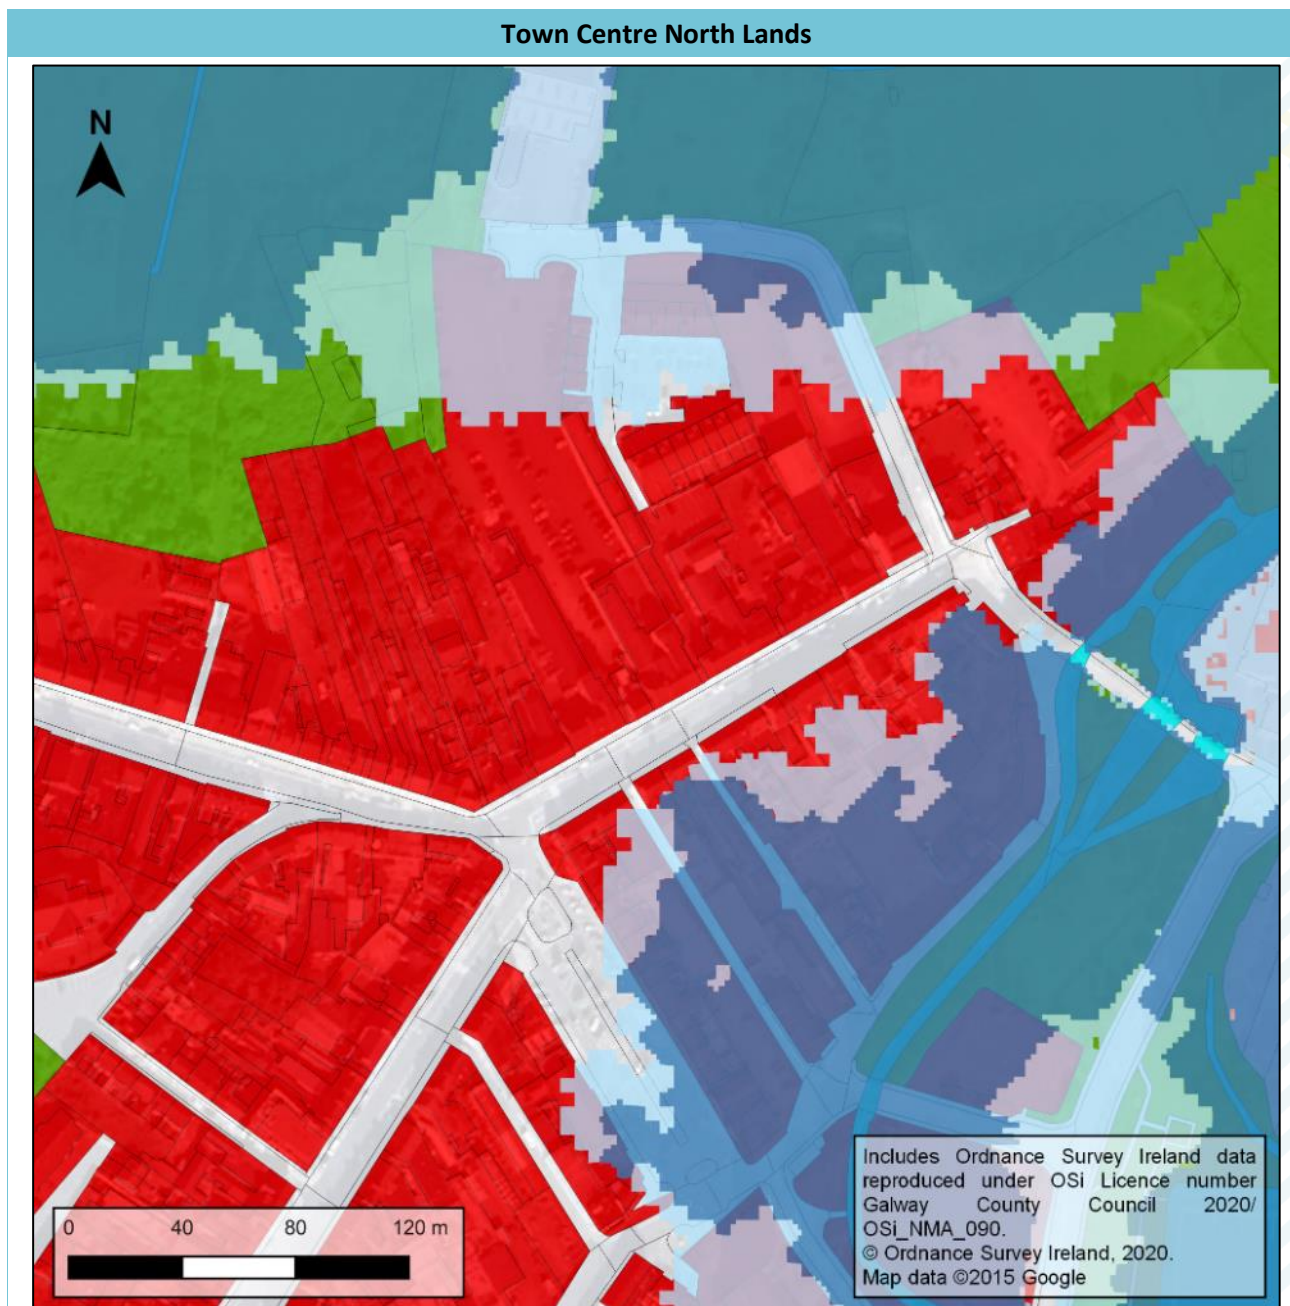 Town Centre North Lands
N
0 40 80 120 m
Includes Ordnance Survey Ireland data
reproduced under OSi Licence number
Galway County Council 2020/
OSi_NMA_090.
© Ordnance Survey Ireland, 2020.
Map data ©2015 Google